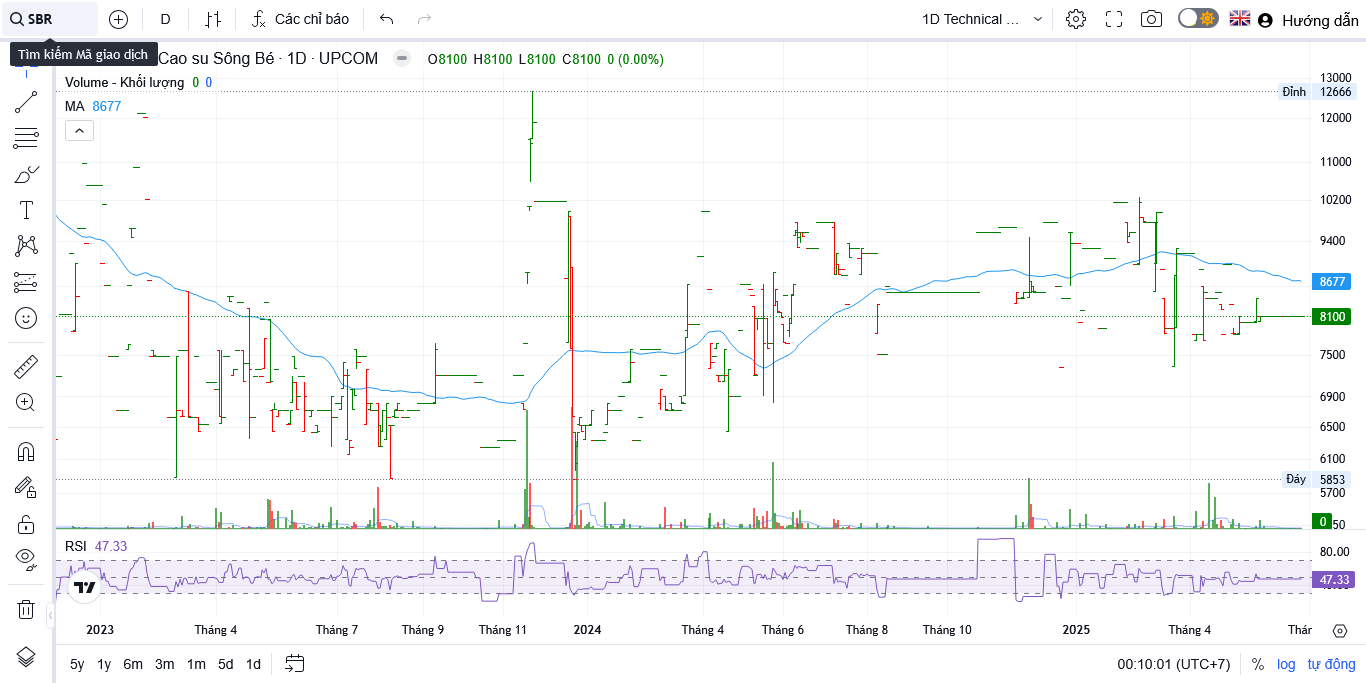 SBR
D
Các chỉ báo
1D Technical ...
Hướng dẫn
Tìm kiếm Mã giao dịch
Cao su Sông Bé · 1D · UPCOM
O8100 H8100 L8100 C8100 0 (0.00%)
Volume - Khối lượng 0 0
MA 8677
13000
Đỉnh 12666
12000
11000
10200
9400
8677
8100
7500
6900
6500
6100
Đáy 5853
5700
0
50
RSI 47.33
80.00
47.33
2023
Tháng 4
Tháng 7
Tháng 9
Tháng 11
2024
Tháng 4
Tháng 6
Tháng 8
Tháng 10
2025
Tháng 4
Thár
5y 1y 6m 3m 1m 5d 1d
00:10:01 (UTC+7)
% log tự động